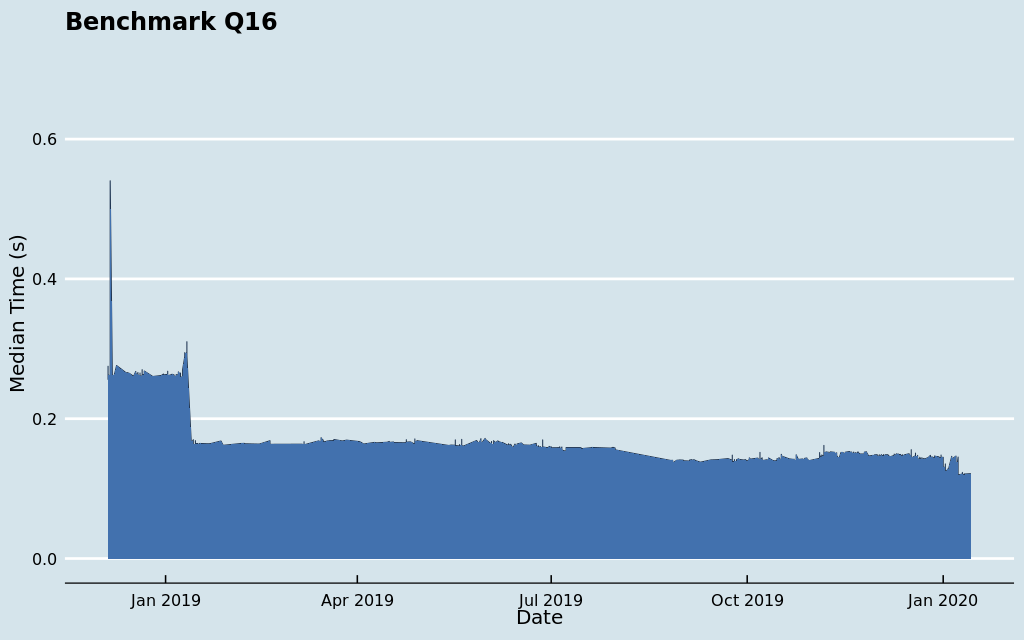 Benchmark Q16
Median Time (s)
0.6
0.4
0.2
0.0
Jan 2019
Apr 2019
Jul 2019
Oct 2019
Jan 2020
Date